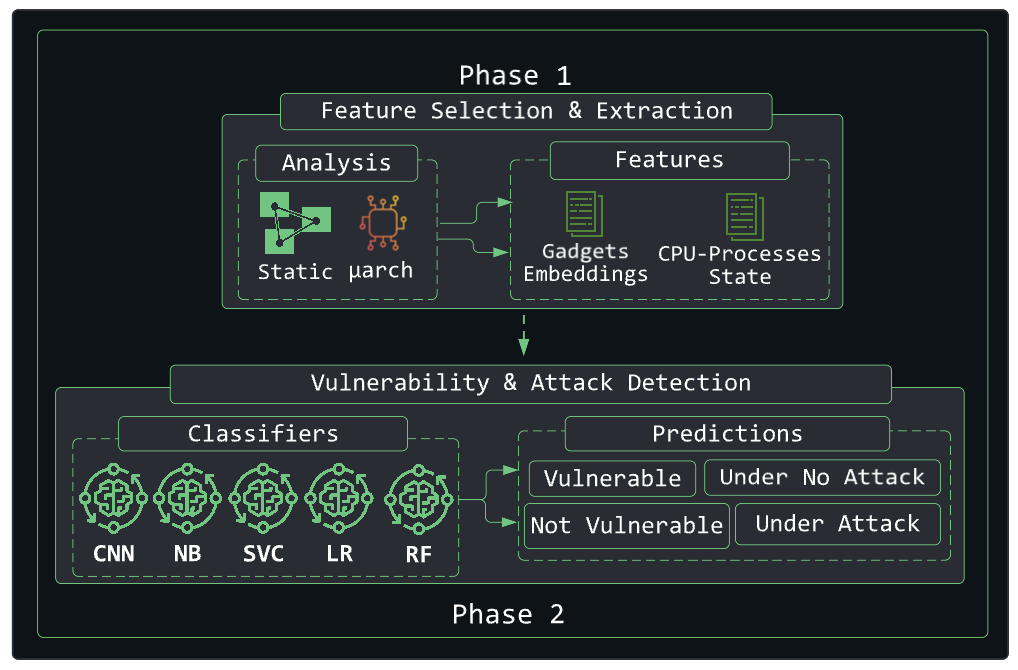 Phase 1
Feature Selection & Extraction
Analysis
Static
μarch
Features
Gadgets
Embeddings
CPU-Processes
State
Vulnerability & Attack Detection
Classifiers
CNN
NB
SVC
LR
RF
Predictions
Vulnerable
Under No Attack
Not Vulnerable
Under Attack
Phase 2